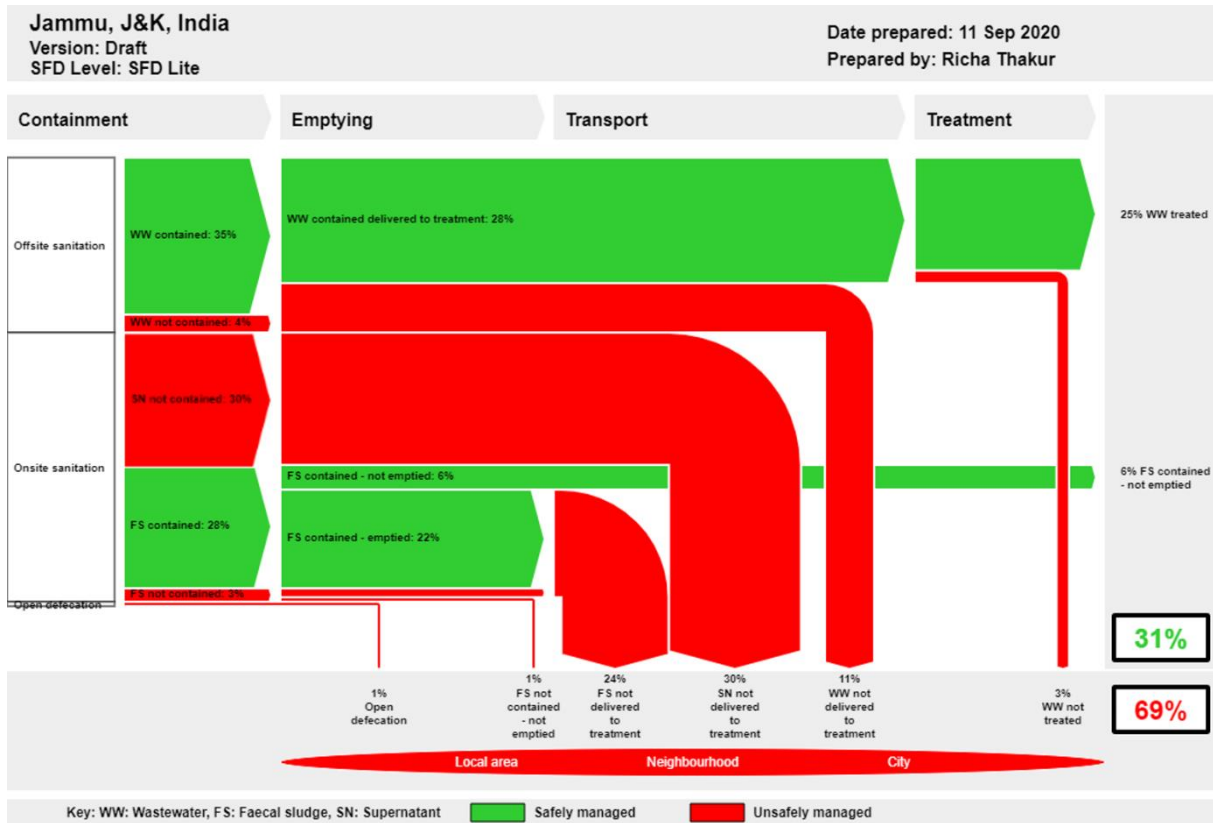 Jammu, J&K, India
Version: Draft
SFD Level: SFD Lite
Date prepared: 11 Sep 2020
Prepared by: Richa Thakur
Containment
Emptying
Transport
Treatment
Offsite sanitation
WW contained: 35%
WW contained delivered to treatment: 28%
25% WW treated
WW not contained: 4%
SN not contained: 30%
Onsite sanitation
FS contained - not emptied: 6%
6% FS contained
- not emptied
FS contained: 28%
FS contained - emptied: 22%
FS not contained: 3%
Open defecation
31%
1%
Open
defecation
1%
FS not
contained
- not
emptied
24%
FS not
delivered
to
treatment
30%
SN not
delivered
to
treatment
11%
WW not
delivered
to
treatment
3%
WW not
treated
69%
Local area
Neighbourhood
City
Key: WW: Wastewater, FS: Faecal sludge, SN: Supernatant
Safely managed
Unsafely managed